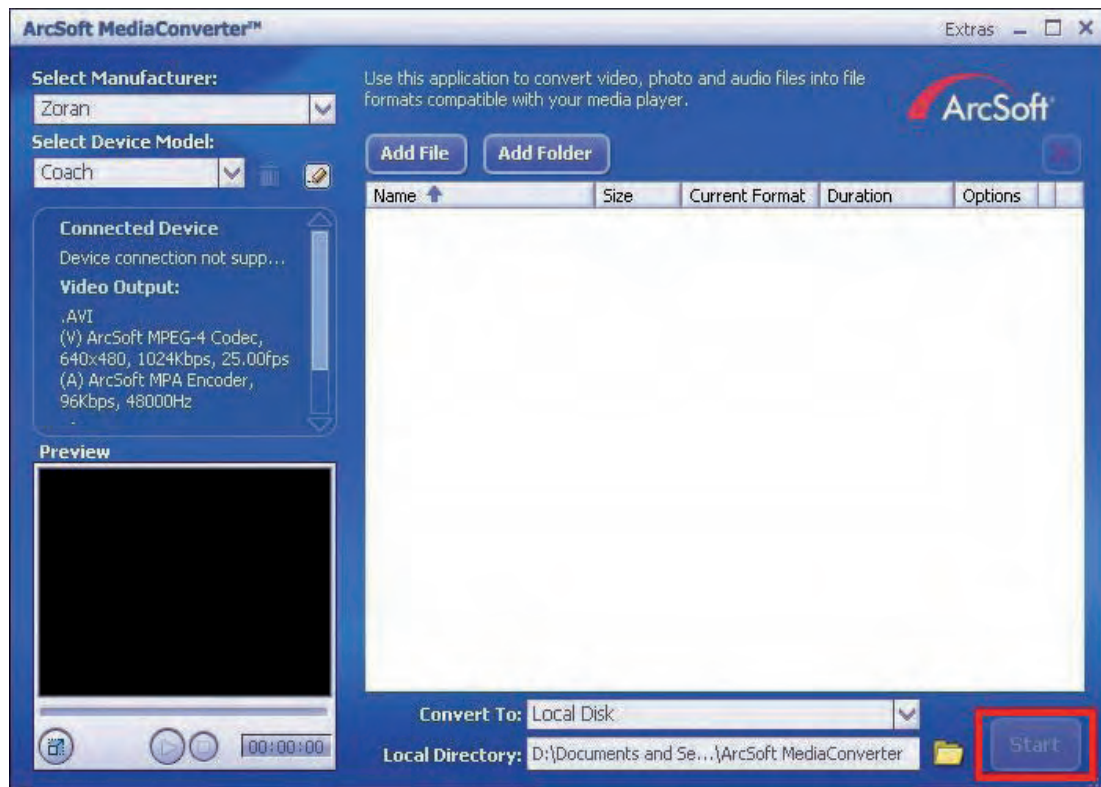 ArcSoft MediaConverter™
Extras
Select Manufacturer:
Zoran
Select Device Model:
Coach
Connected Device
Device connection not supp...
Video Output:
.AVI
(V) ArcSoft MPEG-4 Codec,
640x480, 1024Kbps, 25.00fps
(A) ArcSoft MPA Encoder,
96Kbps, 48000Hz
Preview
00:00:00
Use this application to convert video, photo and audio files into file
formats compatible with your media player.
ArcSoft
Add File Add Folder
Name Size Current Format Duration Options
Convert To: Local Disk
Local Directory: D:\Documents and Se...\ArcSoft MediaConverter
Start